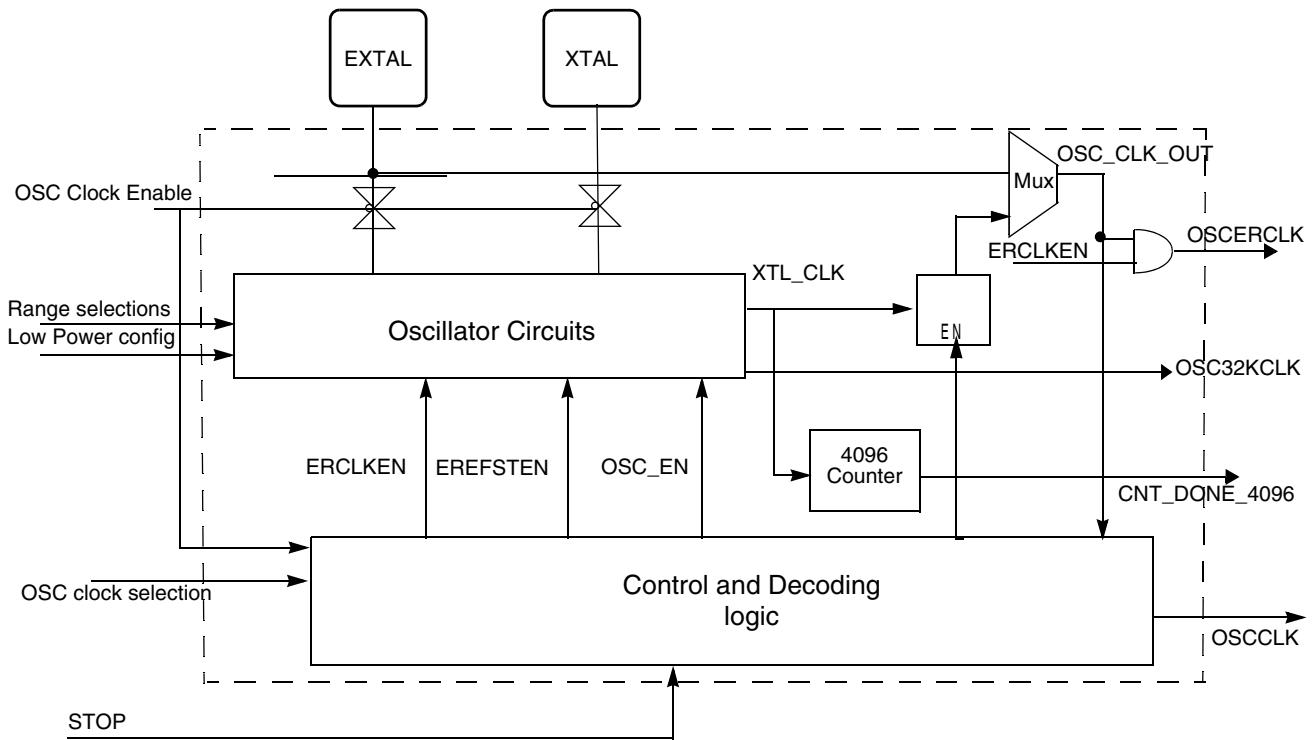 EXTAL
XTAL
OSC_CLK_OUT
Mux
OSC Clock Enable
OSCERCLK
ERCLKEN
XTL_CLK
Range selections
Low Power config
Oscillator Circuits
EN
OSC32KCLK
ERCLKEN
EREFSTEN
OSC_EN
4096
Counter
CNT_DONE_4096
Control and Decoding
logic
OSC clock selection
OSCCLK
STOP